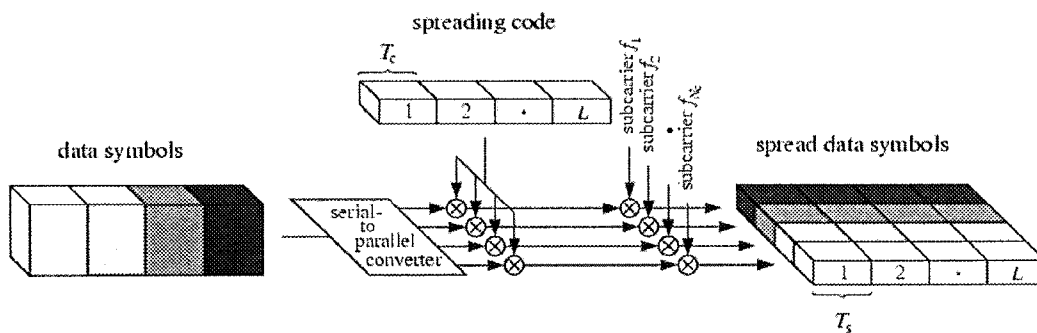 spreading code
T_c
1 2 · L
subcarrier f_1
subcarrier f_2
subcarrier f_Nc
data symbols
spread data symbols
serial-
to
parallel
converter
1 2 · L
T_s